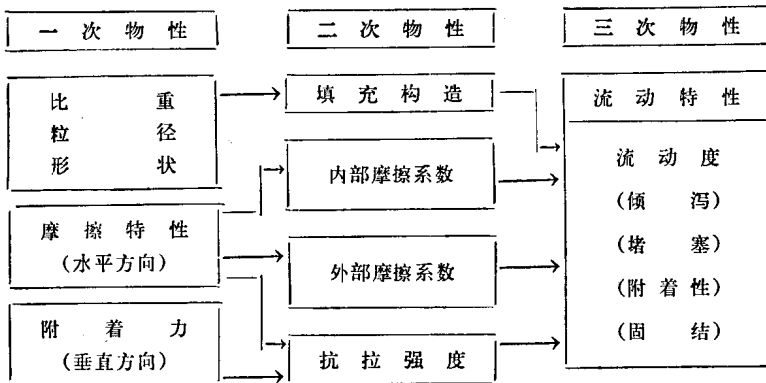 一次物性
二次物性
三次物性
比重
粒径
形状
摩擦特性
(水平方向)
附着力
(垂直方向)
填充构造
内部摩擦系数
外部摩擦系数
抗拉强度
流动特性
流动度
(倾泻)
(堵塞)
(附着性)
(固结)